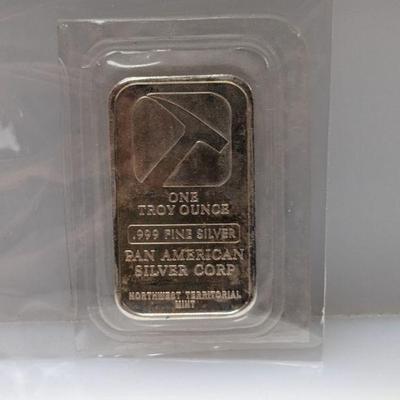 ONE
TROY OUNCE
.999 FINE SILVER
PAN AMERICAN
SILVER CORP
NORTHWEST TERRITORIAL
MINT